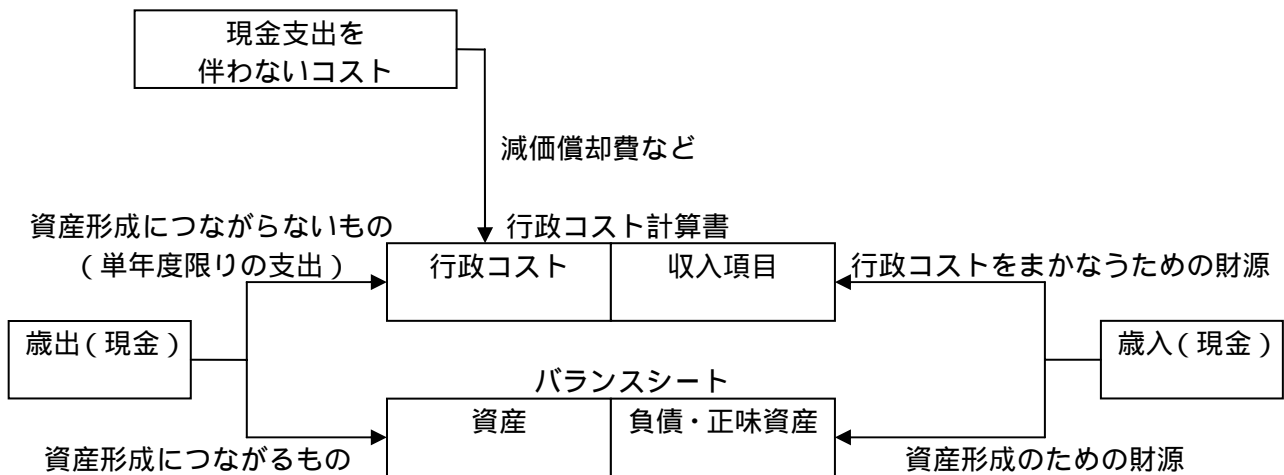 現金支出を
伴わないコスト
減価償却費など
資産形成につながらないもの
（単年度限りの支出）
行政コスト計算書
行政コスト
収入項目
行政コストをまかなうための財源
歳出（現金）
歳入（現金）
バランスシート
資産
負債・正味資産
資産形成につながるもの
資産形成のための財源